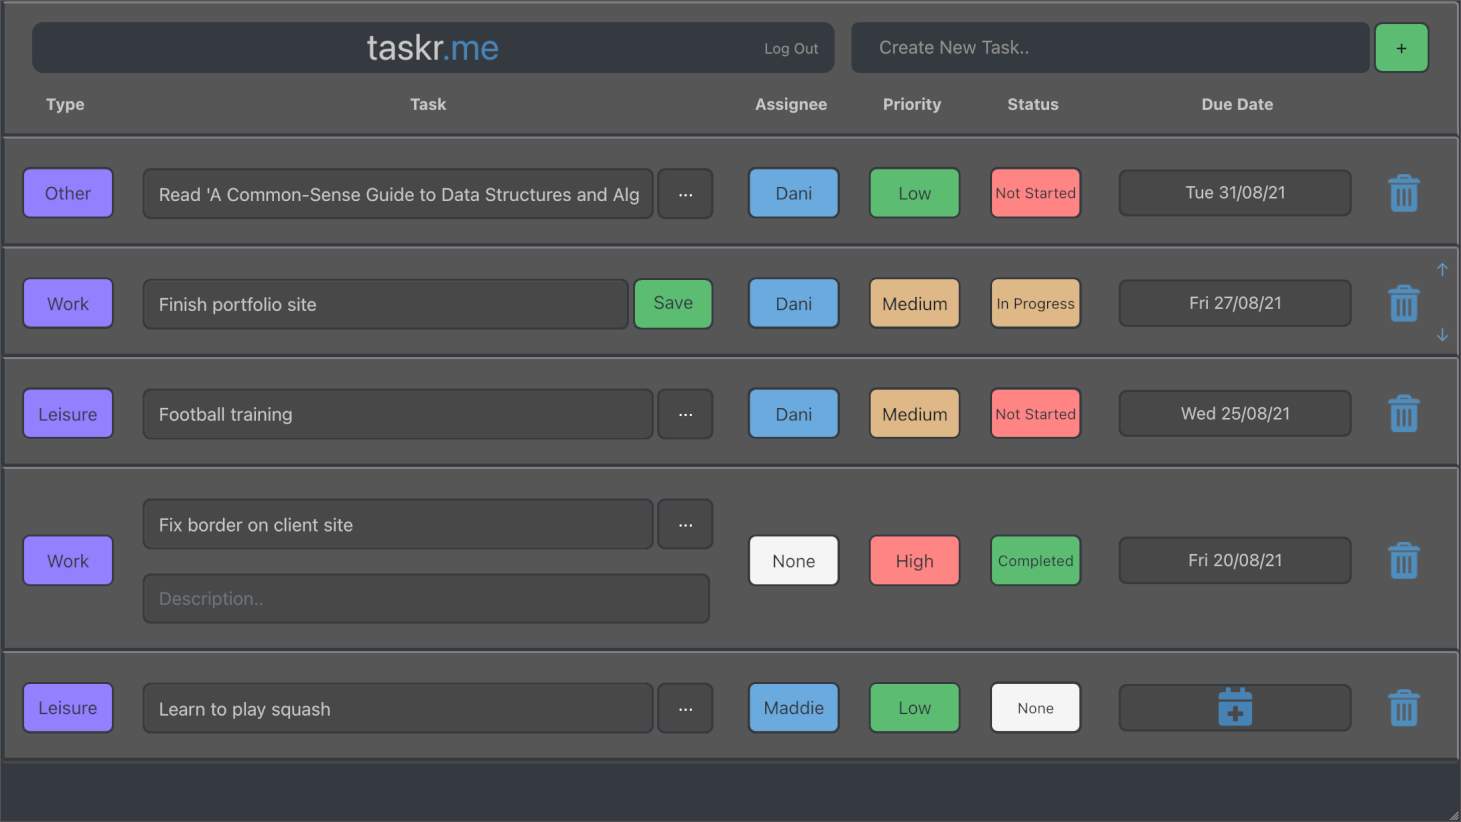 taskr.me Log Out Create New Task.. +
Type Task Assignee Priority Status Due Date
Other Read 'A Common-Sense Guide to Data Structures and Alg ... Dani Low Not Started Tue 31/08/21
Work Finish portfolio site Save Dani Medium In Progress Fri 27/08/21
Leisure Football training ... Dani Medium Not Started Wed 25/08/21
Fix border on client site ...
Work None High Completed Fri 20/08/21
Description..
Leisure Learn to play squash ... Maddie Low None